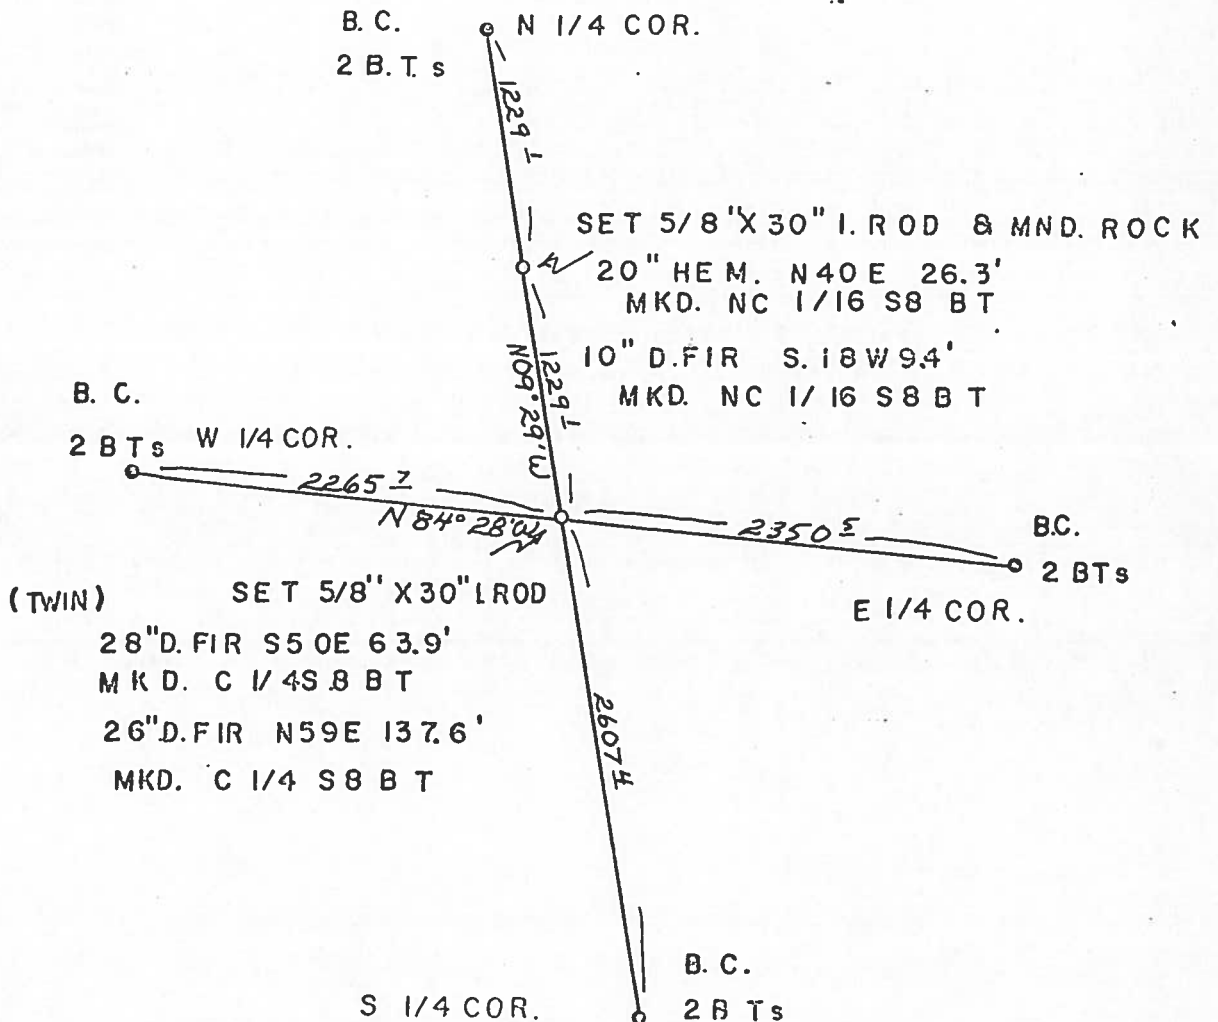 B. C.
N 1/4 COR.
2 B. T. s
1229 1
SET 5/8"X 30" I. ROD & MND. ROCK
20" HEM. N40E 26.3'
MKD. NC 1/16 S8 BT
1229 1
N09°29'W
10" D.FIR S.18W 9.4'
MKD. NC 1/16 S8 BT
B. C.
2 BTs
W 1/4 COR.
2265 7
N 84° 28'W
2350 5
B.C.
2 BTs
E 1/4 COR.
(TWIN)
SET 5/8" X 30" I.ROD
28"D. FIR S50E 63.9'
MKD. C 1/4 S.8 BT
26".D.FIR N59E 137.6'
MKD. C 1/4 S8 BT
2607 4
B. C.
S 1/4 COR.
2 BTs